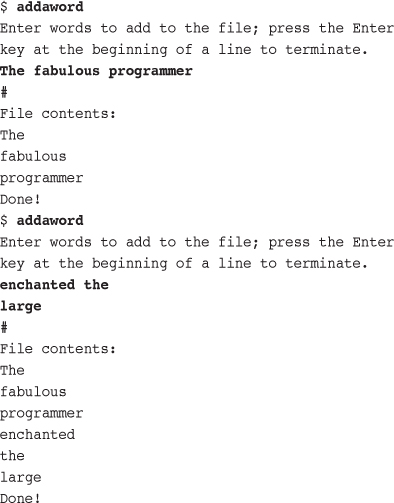 $ addaword
Enter words to add to the file; press the Enter
key at the beginning of a line to terminate.
The fabulous programmer
#
File contents:
The
fabulous
programmer
Done!
$ addaword
Enter words to add to the file; press the Enter
key at the beginning of a line to terminate.
enchanted the
large
#
File contents:
The
fabulous
programmer
enchanted
the
large
Done!